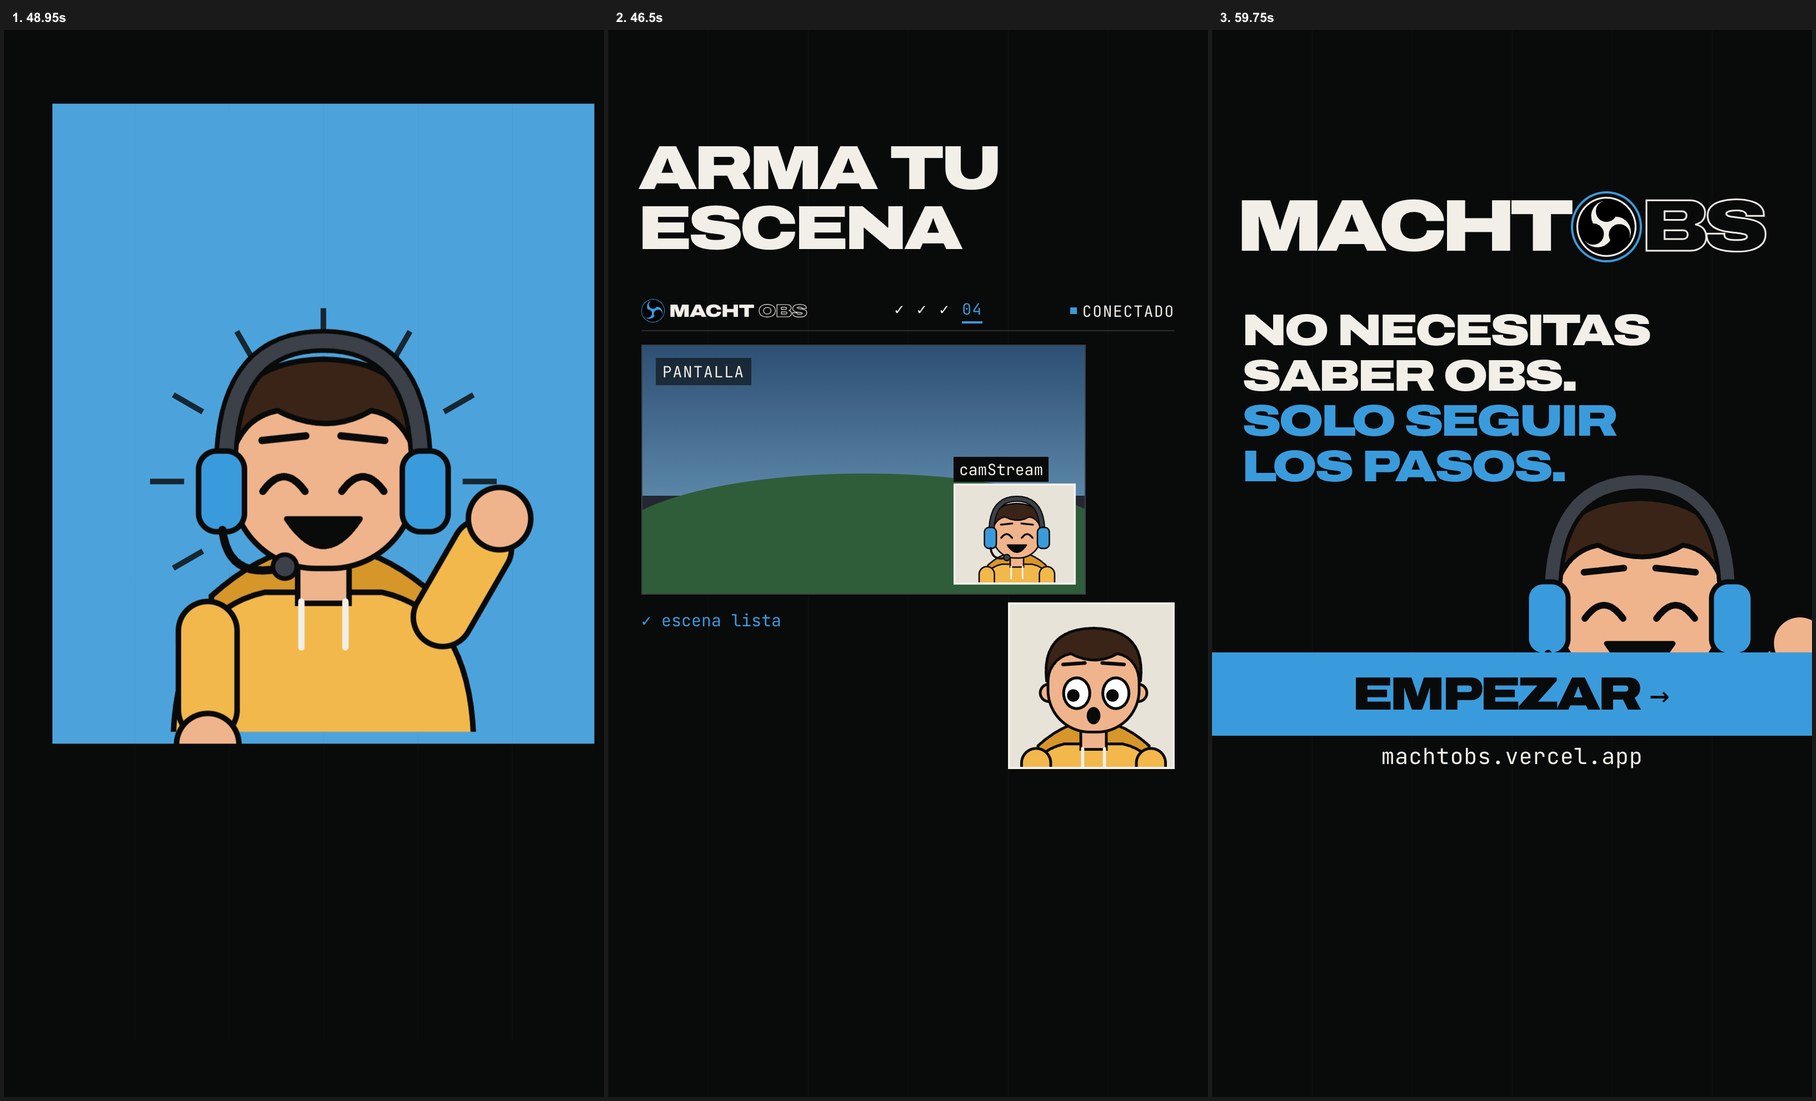 1. 48.95s
2. 46.5s
ARMA TU
ESCENA
MACHT OBS
✓ ✓ ✓ 04
CONECTADO
PANTALLA
camStream
✓ escena lista
3. 59.75s
MACHTOBS
NO NECESITAS
SABER OBS.
SOLO SEGUIR
LOS PASOS.
EMPEZAR →
machtobs.vercel.app